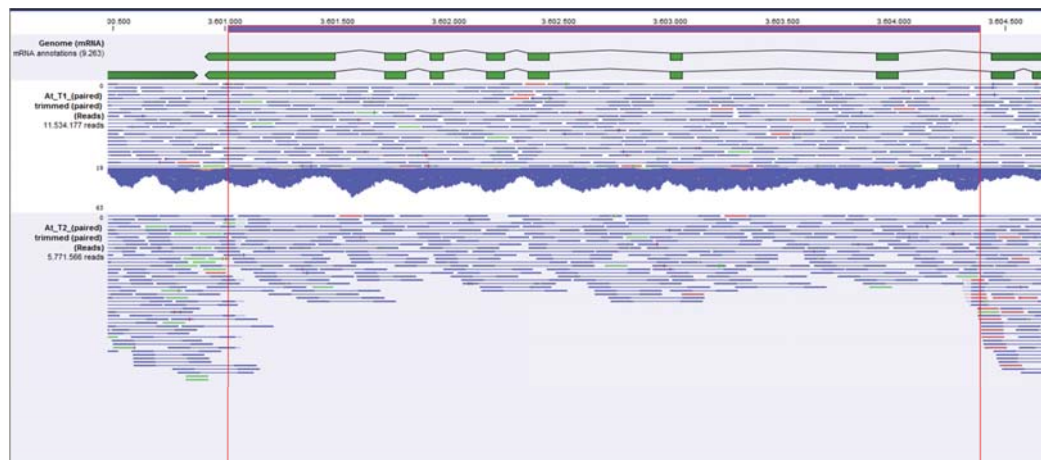 30.500 3.601.000 3.601.500 3.602.000 3.602.500 3.603.000 3.603.500 3.604.000 3.604.500
Genome (mRNA)
mRNA annotations (9.263)
0
At_T1_(paired)
trimmed (paired)
(Reads)
11.534.177 reads
19
43
0
At_T2_(paired)
trimmed (paired)
(Reads)
5.771.566 reads